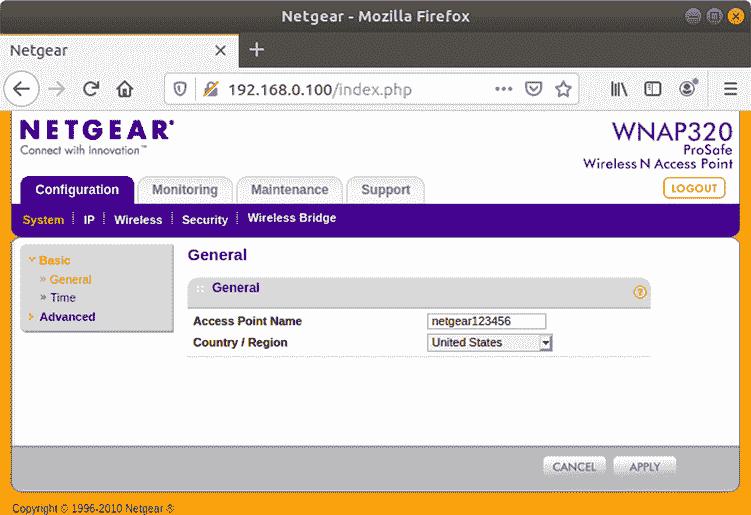 Netgear - Mozilla Firefox
Netgear
192.168.0.100/index.php
NETGEAR®
Connect with Innovation™
WNAP320
ProSafe
Wireless N Access Point
Configuration Monitoring Maintenance Support LOGOUT
System IP Wireless Security Wireless Bridge
Basic
» General
» Time
Advanced
General
General
Access Point Name netgear123456
Country / Region United States
CANCEL APPLY
Copyright © 1996-2010 Netgear ®